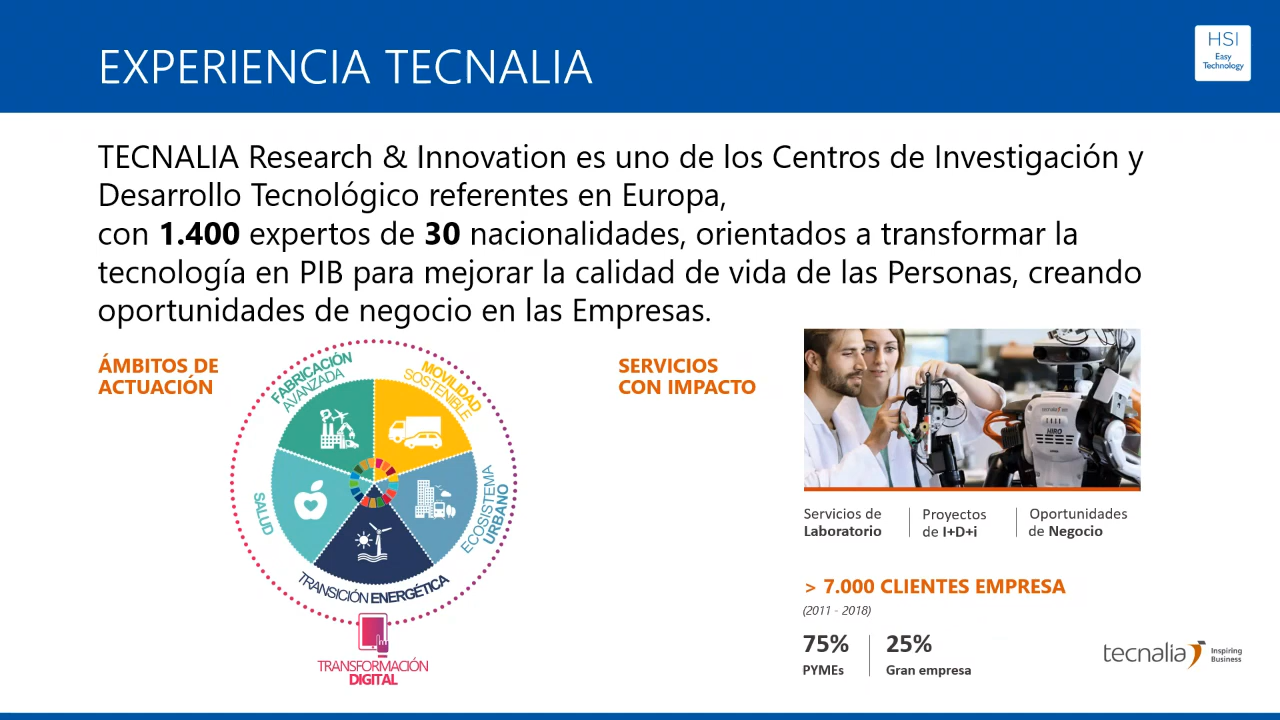 EXPERIENCIA TECNALIA
HSI
Easy
Technology
TECNALIA Research & Innovation es uno de los Centros de Investigación y
Desarrollo Tecnológico referentes en Europa,
con 1.400 expertos de 30 nacionalidades, orientados a transformar la
tecnología en PIB para mejorar la calidad de vida de las Personas, creando
oportunidades de negocio en las Empresas.
ÁMBITOS DE
ACTUACIÓN
FABRICACIÓN
AVANZADA
MOVILIDAD
SOSTENIBLE
SALUD
ECOSISTEMA
URBANO
TRANSICIÓN ENERGÉTICA
TRANSFORMACIÓN
DIGITAL
SERVICIOS
CON IMPACTO
HIRO
Servicios de
Laboratorio
Proyectos
de I+D+i
Oportunidades
de Negocio
> 7.000 CLIENTES EMPRESA
(2011 - 2018)
75%
PYMEs
25%
Gran empresa
tecnalia
Inspiring
Business